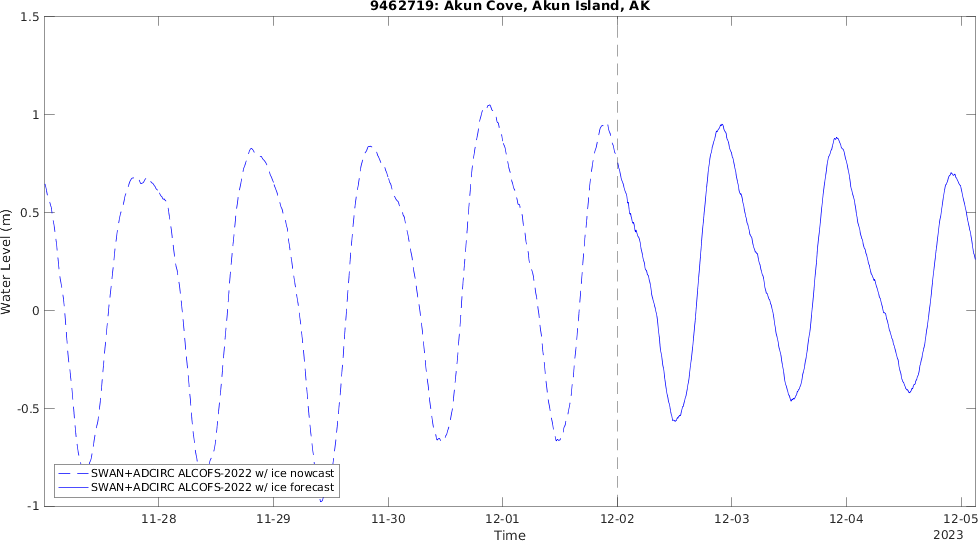 9462719: Akun Cove, Akun Island, AK
1.5
1
0.5
0
-0.5
-1
Water Level (m)
SWAN+ADCIRC ALCOFS-2022 w/ ice nowcast
SWAN+ADCIRC ALCOFS-2022 w/ ice forecast
11-28 11-29 11-30 12-01 12-02 12-03 12-04 12-05
Time
2023